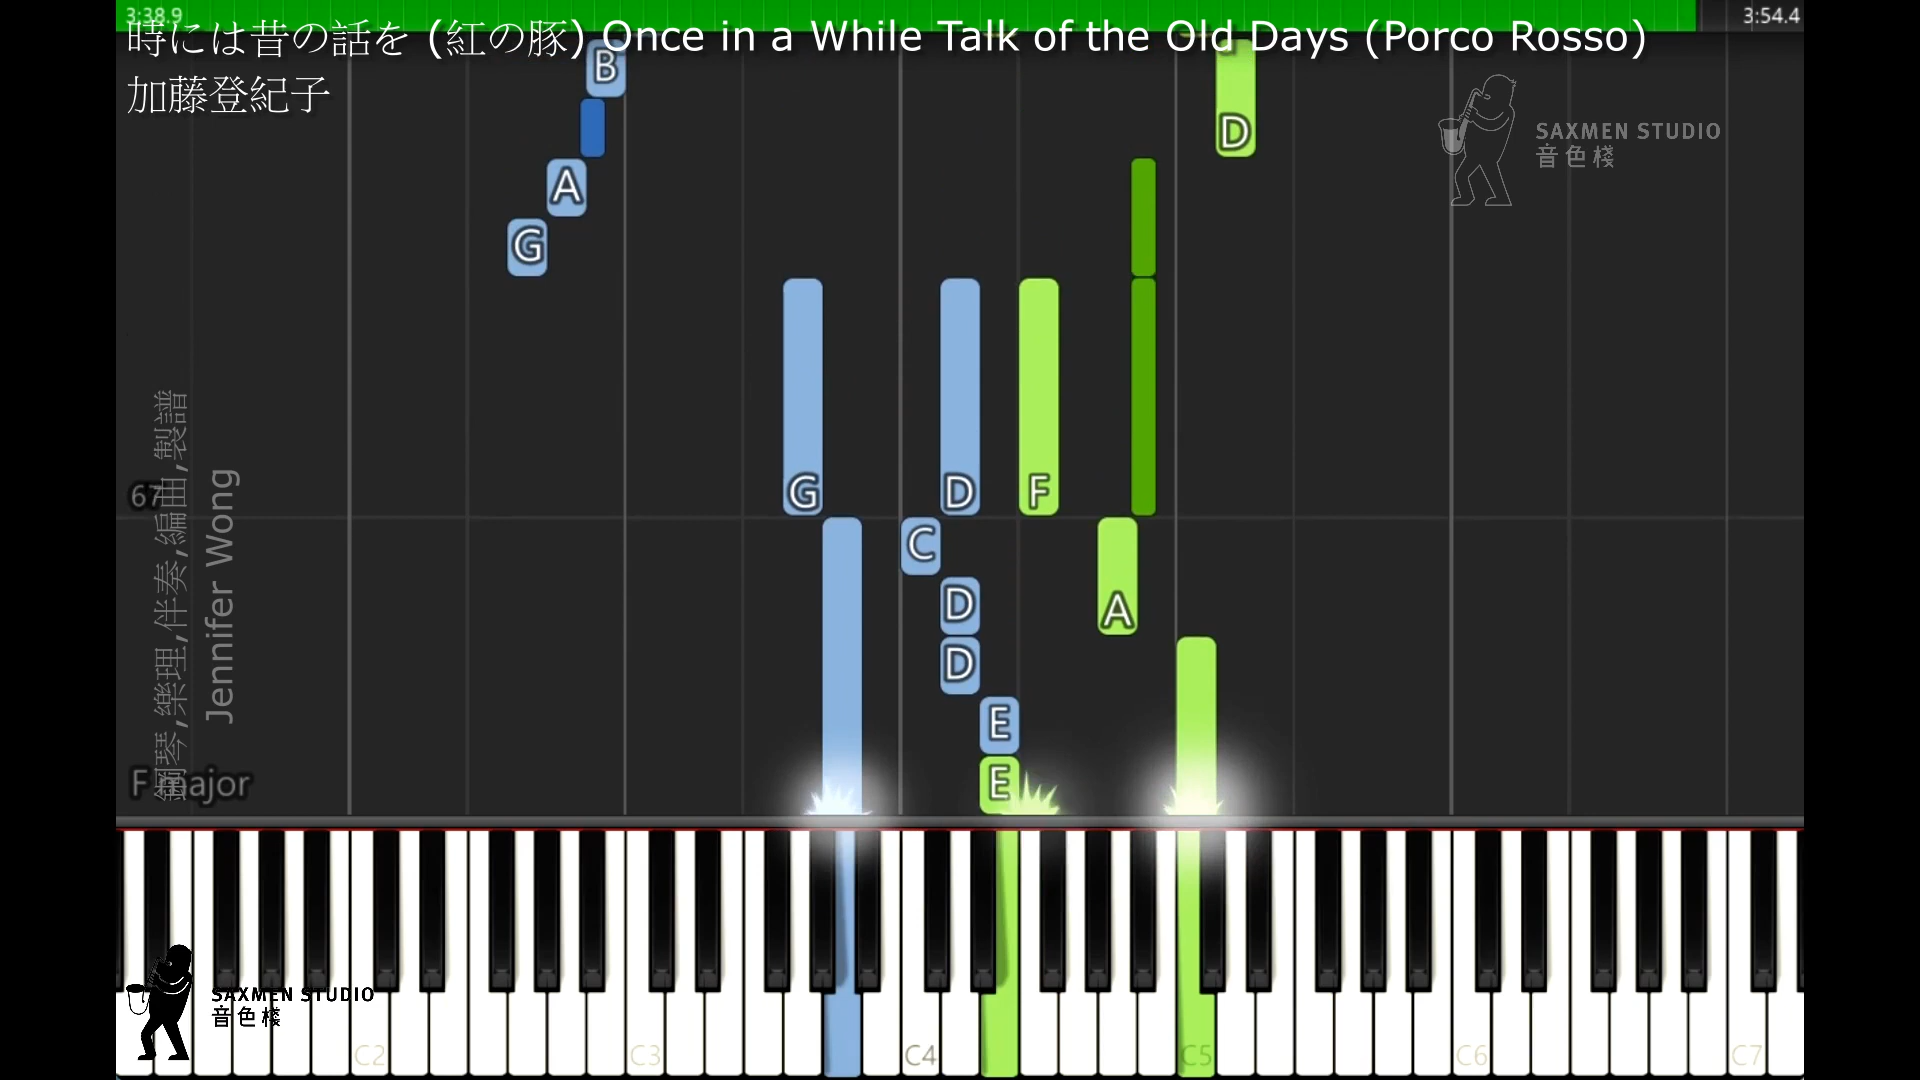 3:38.9
3:54.4
時には昔の話を (紅の豚) Once in a While Talk of the Old Days (Porco Rosso)
加藤登紀子
SAXMEN STUDIO
音色棧
B
D
A
G
G
D
F
67
C
A
D
D
E
E
鋼琴,樂理,伴奏,編曲,製譜
Jennifer Wong
F major
SAXMEN STUDIO
音色棧
C2
C3
C4
C5
C6
C7